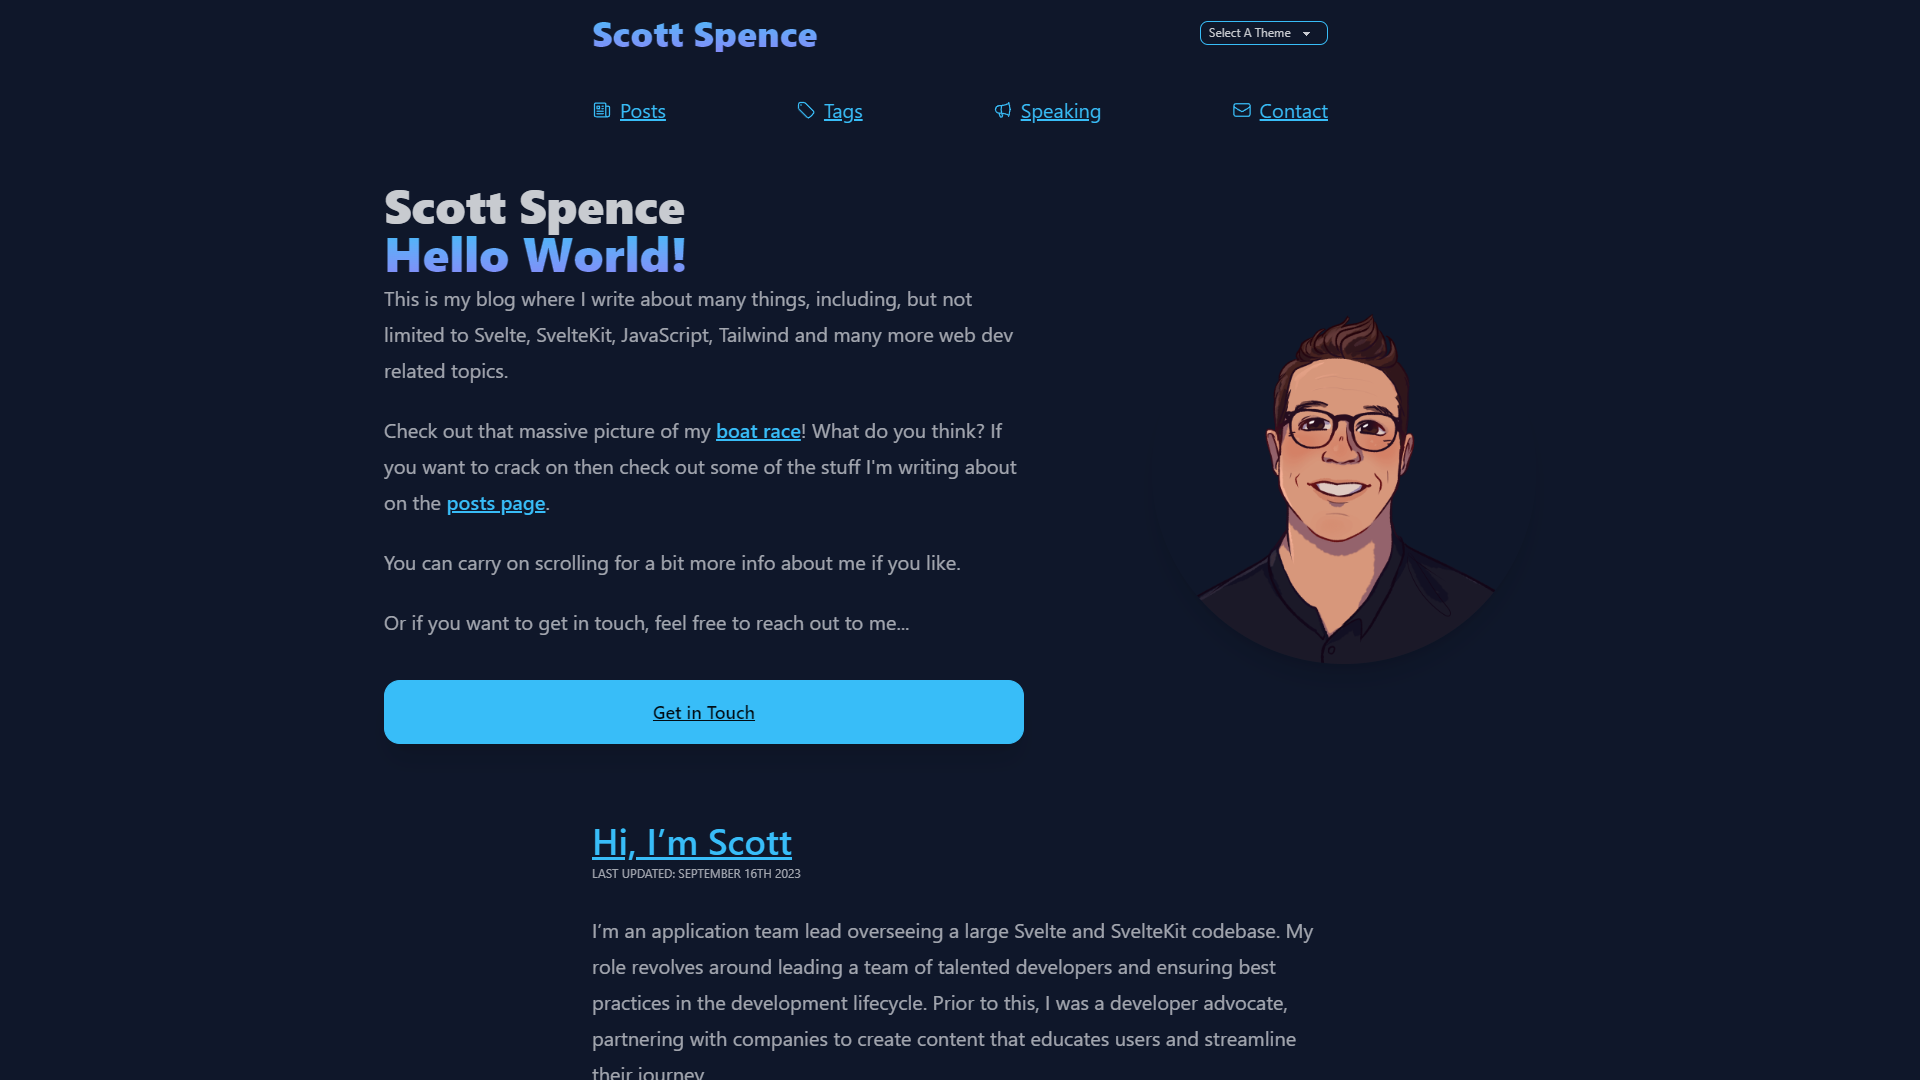 Scott Spence
Select A Theme
Posts
Tags
Speaking
Contact
Scott Spence
Hello World!
This is my blog where I write about many things, including, but not
limited to Svelte, SvelteKit, JavaScript, Tailwind and many more web dev
related topics.
Check out that massive picture of my boat race! What do you think? If
you want to crack on then check out some of the stuff I'm writing about
on the posts page.
You can carry on scrolling for a bit more info about me if you like.
Or if you want to get in touch, feel free to reach out to me...
Get in Touch
Hi, I’m Scott
LAST UPDATED: SEPTEMBER 16TH 2023
I’m an application team lead overseeing a large Svelte and SvelteKit codebase. My
role revolves around leading a team of talented developers and ensuring best
practices in the development lifecycle. Prior to this, I was a developer advocate,
partnering with companies to create content that educates users and streamline
their journey